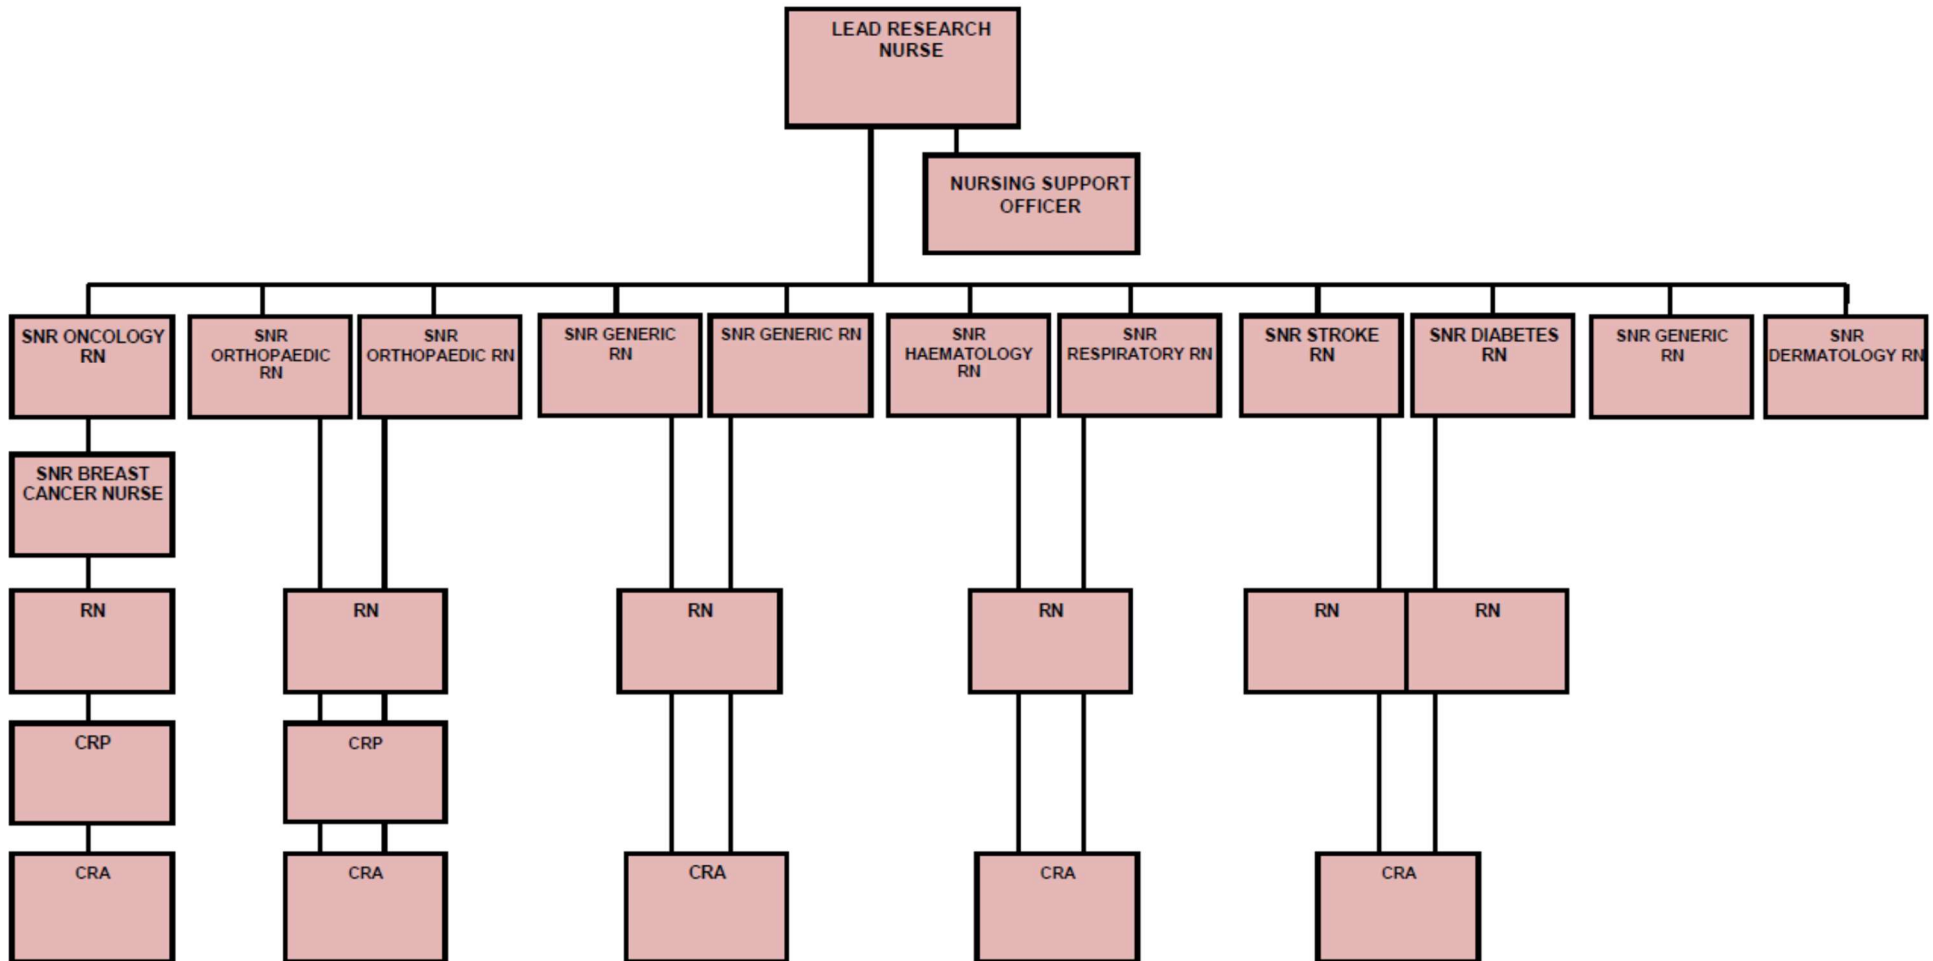 LEAD RESEARCH
NURSE
NURSING SUPPORT
OFFICER
SNR ONCOLOGY
RN
SNR
ORTHOPAEDIC
RN
SNR
ORTHOPAEDIC RN
SNR GENERIC
RN
SNR GENERIC RN
SNR
HAEMATOLOGY
RN
SNR
RESPIRATORY RN
SNR STROKE
RN
SNR DIABETES
RN
SNR GENERIC
RN
SNR
DERMATOLOGY RN
SNR BREAST
CANCER NURSE
RN
RN
RN
RN
RN
RN
CRP
CRP
CRA
CRA
CRA
CRA
CRA